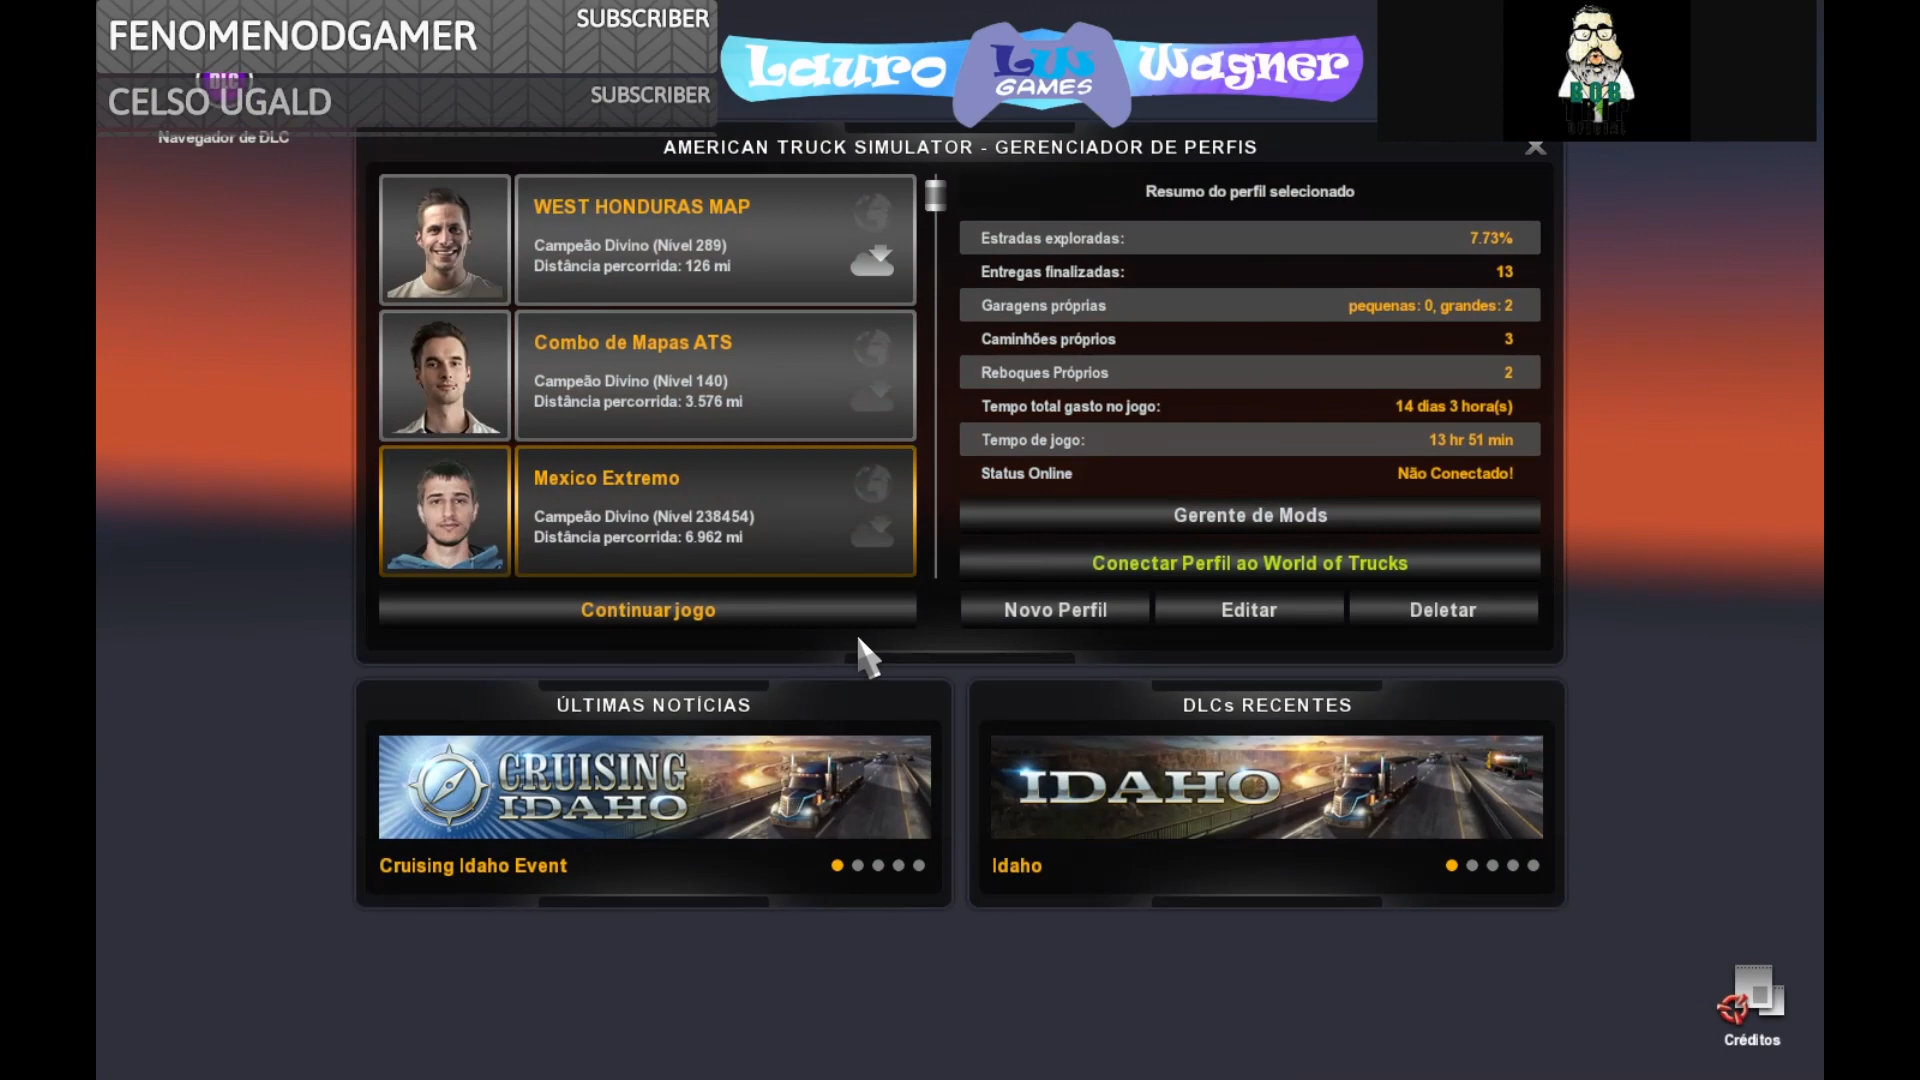 FENOMENODGAMER
SUBSCRIBER
CELSO UGALD
SUBSCRIBER
DLC
Navegador de DLC
Lauro LW GAMES Wagner
BOB
AMERICAN TRUCK SIMULATOR - GERENCIADOR DE PERFIS
WEST HONDURAS MAP
Campeão Divino (Nível 289)
Distância percorrida: 126 mi
Combo de Mapas ATS
Campeão Divino (Nível 140)
Distância percorrida: 3.576 mi
Mexico Extremo
Campeão Divino (Nível 238454)
Distância percorrida: 6.962 mi
Continuar jogo
Resumo do perfil selecionado
Estradas exploradas: 7.73%
Entregas finalizadas: 13
Garagens próprias pequenas: 0, grandes: 2
Caminhões próprios 3
Reboques Próprios 2
Tempo total gasto no jogo: 14 dias 3 hora(s)
Tempo de jogo: 13 hr 51 min
Status Online Não Conectado!
Gerente de Mods
Conectar Perfil ao World of Trucks
Novo Perfil Editar Deletar
ÚLTIMAS NOTÍCIAS
CRUISING
IDAHO
Cruising Idaho Event
DLCs RECENTES
IDAHO
Idaho
Créditos